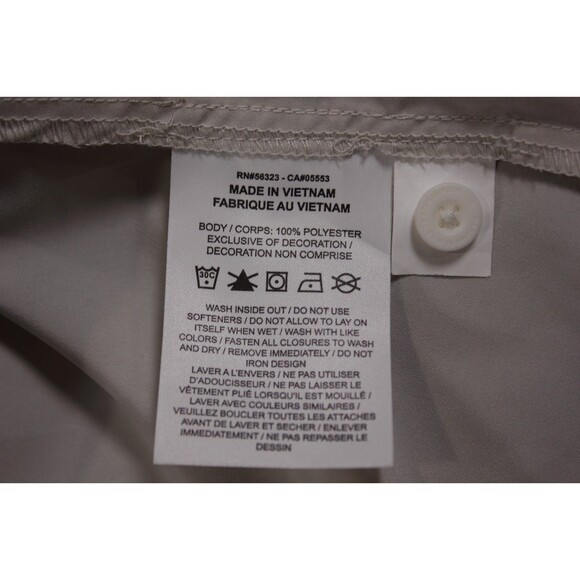 RN#56323 - CA#05553
MADE IN VIETNAM
FABRIQUE AU VIETNAM
BODY / CORPS: 100% POLYESTER
EXCLUSIVE OF DECORATION /
DECORATION NON COMPRISE
30C
WASH INSIDE OUT / DO NOT USE
SOFTENERS / DO NOT ALLOW TO LAY ON
ITSELF WHEN WET / WASH WITH LIKE
COLORS / FASTEN ALL CLOSURES TO WASH
AND DRY / REMOVE IMMEDIATELY / DO NOT
IRON DESIGN
LAVER A L'ENVERS / NE PAS UTILISER
D'ADOUCISSEUR / NE PAS LAISSER LE
VÊTEMENT PLIÉ LORSQU'IL EST MOUILLÉ /
LAVER AVEC COULEURS SIMILAIRES /
VEUILLEZ BOUCLER TOUTES LES ATTACHES
AVANT DE LAVER ET SECHER / ENLEVER
IMMEDIATEMENT / NE PAS REPASSER LE
DESSIN